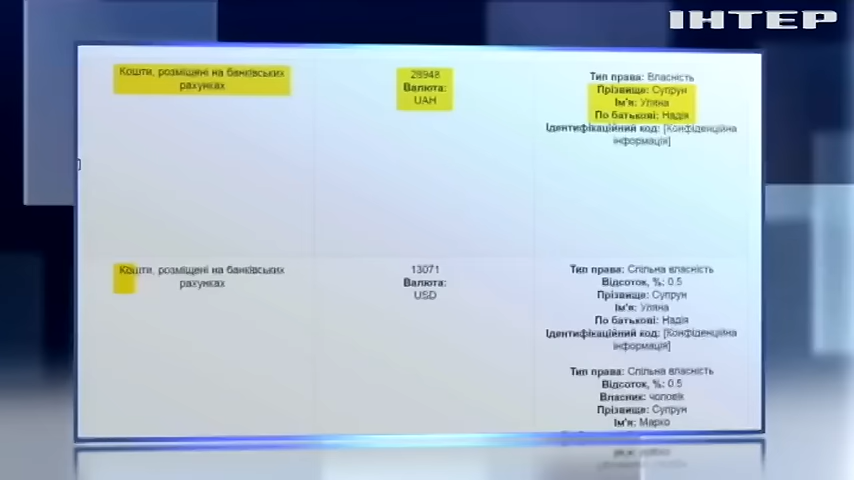 ІНТЕР
Кошти, розміщені на банківських
рахунках
28948
Валюта:
UAH
Тип права: Власність
Прізвище: Супрун
Ім'я: Уляна
По батькові: Надія
Ідентифікаційний код: [Конфіденційна
інформація]
Кошти, розміщені на банківських
рахунках
13071
Валюта:
USD
Тип права: Спільна власність
Відсоток, %: 0.5
Прізвище: Супрун
Ім'я: Уляна
По батькові: Надія
Ідентифікаційний код: [Конфіденційна
інформація]
Тип права: Спільна власність
Відсоток, %: 0.5
Власник: чоловік
Прізвище: Супрун
Ім'я: Марко